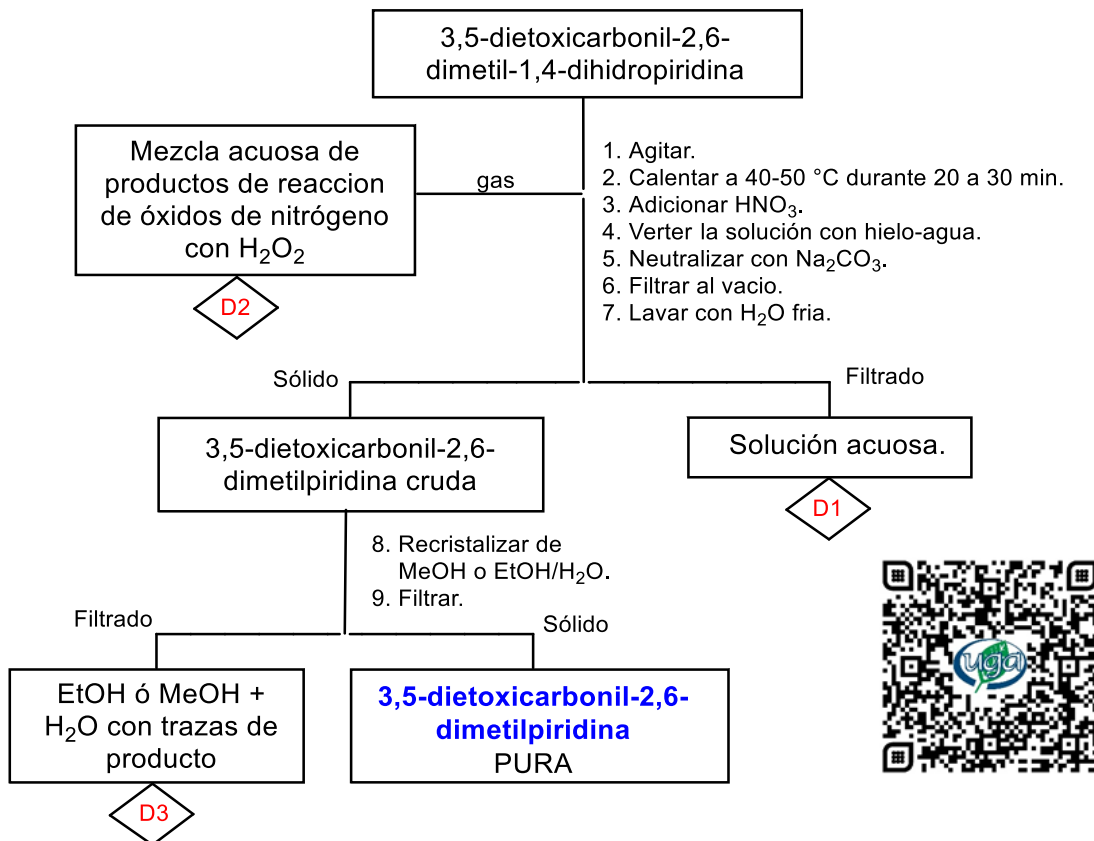 3,5-dietoxicarbonil-2,6-
dimetil-1,4-dihidropiridina
Mezcla acuosa de
productos de reaccion
de óxidos de nitrógeno
con H₂O₂
gas
D2
1. Agitar.
2. Calentar a 40-50 °C durante 20 a 30 min.
3. Adicionar HNO₃.
4. Verter la solución con hielo-agua.
5. Neutralizar con Na₂CO₃.
6. Filtrar al vacio.
7. Lavar con H₂O fria.
Sólido
Filtrado
3,5-dietoxicarbonil-2,6-
dimetilpiridina cruda
Solución acuosa.
D1
8. Recristalizar de
MeOH o EtOH/H₂O.
9. Filtrar.
Filtrado
Sólido
EtOH ó MeOH +
H₂O con trazas de
producto
D3
3,5-dietoxicarbonil-2,6-
dimetilpiridina
PURA
uga